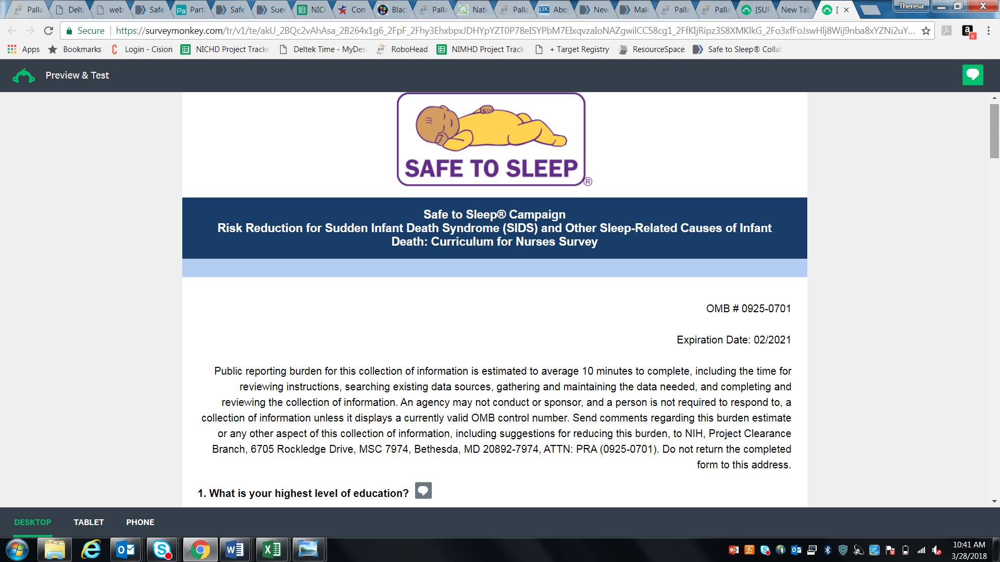 Palla
Delt
web
Safe
Part
Safe
Suer
NICH
Com
Blac
Palla
Nati
Palla
CDC
Abo
New
Male
Palla
Palla
[SUR
New Tab
[
Theresa
Secure
https://surveymonkey.com/tr/v1/te/
8
Apps
Bookmarks
Login - Cision
NICHD Project Tracke
Deltek Time - MyDes
RoboHead
NIMHD Project Track
+ Target Registry
ResourceSpace
Safe to Sleep® Colla
Preview & Test
SAFE TO SLEEP
®
Safe to Sleep® Campaign
Risk Reduction for Sudden Infant Death Syndrome (SIDS) and Other Sleep-Related Causes of Infant
Death: Curriculum for Nurses Survey
OMB # 0925-0701
Expiration Date: 02/2021
Public reporting burden for this collection of information is estimated to average 10 minutes to complete, including the time for
reviewing instructions, searching existing data sources, gathering and maintaining the data needed, and completing and
reviewing the collection of information. An agency may not conduct or sponsor, and a person is not required to respond to, a
collection of information unless it displays a currently valid OMB control number. Send comments regarding this burden estimate
or any other aspect of this collection of information, including suggestions for reducing this burden, to NIH, Project Clearance
Branch, 6705 Rockledge Drive, MSC 7974, Bethesda, MD 20892-7974, ATTN: PRA (0925-0701). Do not return the completed
form to this address.
1. What is your highest level of education?
DESKTOP
TABLET
PHONE
10:41 AM
3/28/2018